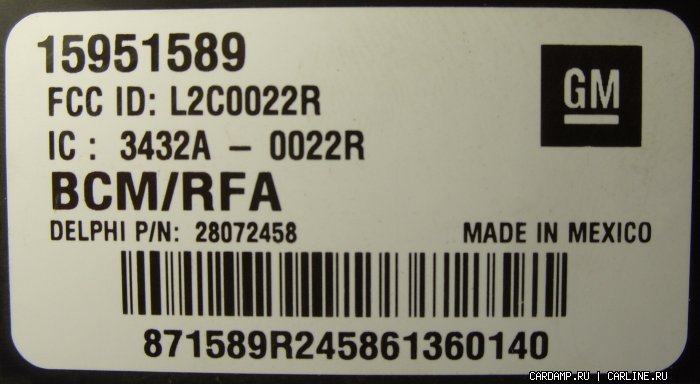 15951589
GM
FCC ID: L2C0022R
IC : 3432A - 0022R
BCM/RFA
DELPHI P/N: 28072458 MADE IN MEXICO
871589R245861360140
CARDAMP.RU | CARLINE.RU